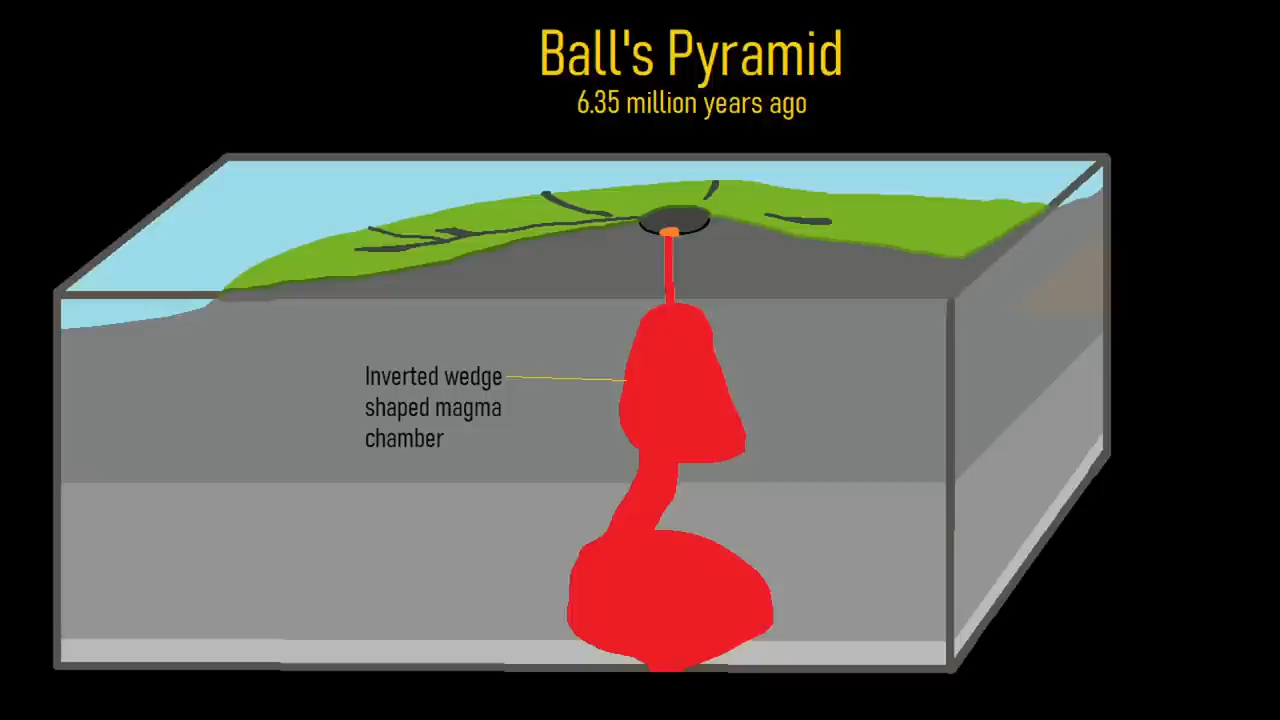 Ball's Pyramid
6.35 million years ago
Inverted wedge
shaped magma
chamber